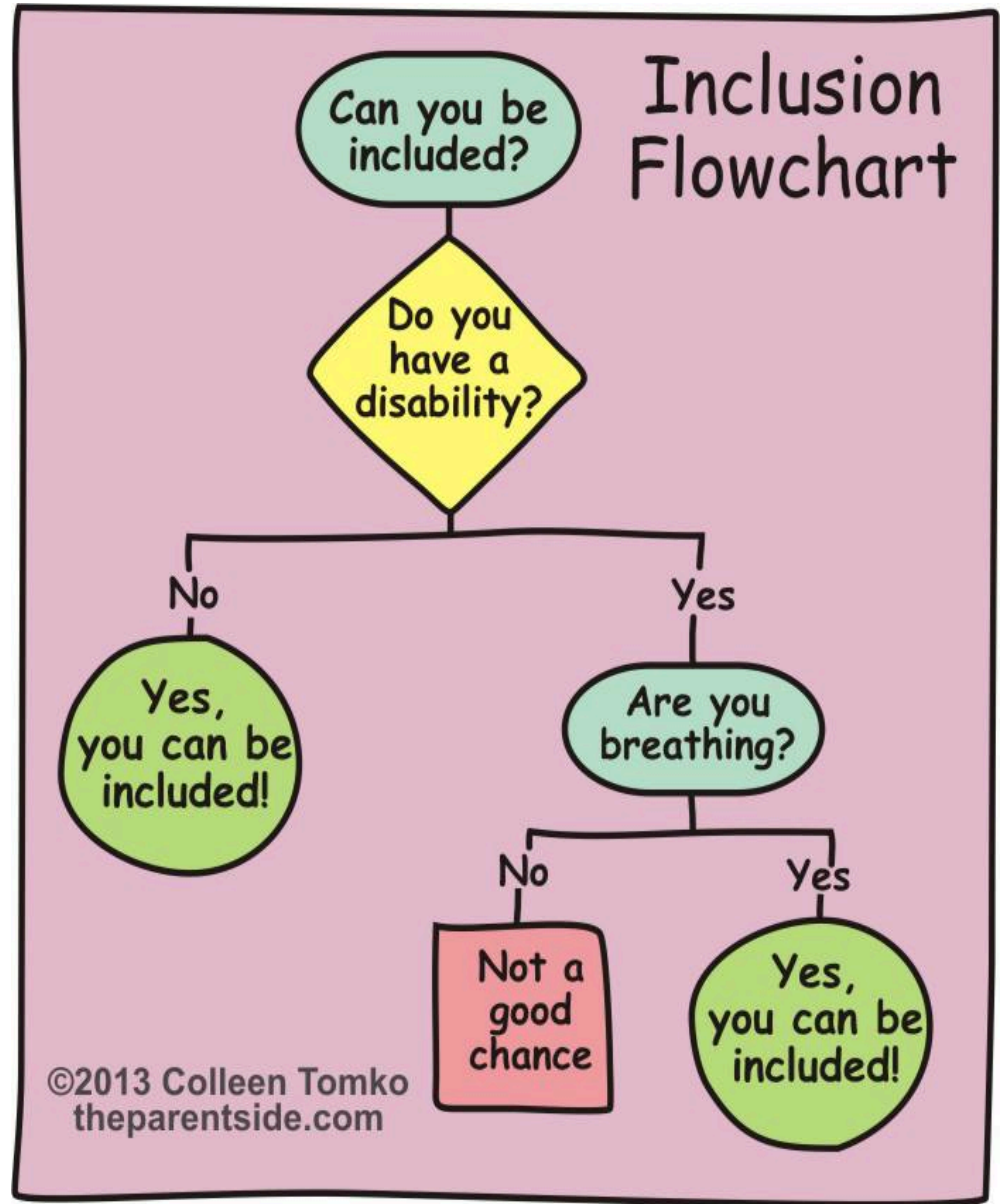 Inclusion
Flowchart
Can you be
included?
Do you
have a
disability?
No
Yes
Yes,
you can be
included!
Are you
breathing?
No
Yes
Not a
good
chance
Yes,
you can be
included!
©2013 Colleen Tomko
theparentside.com